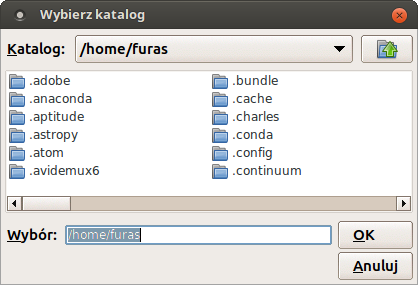 Wybierz katalog
Katalog: /home/furas
.adobe .bundle
.anaconda .cache
.aptitude .charles
.astropy .conda
.atom .config
.avidemux6 .continuum
Wybór: /home/furas OK
Anuluj